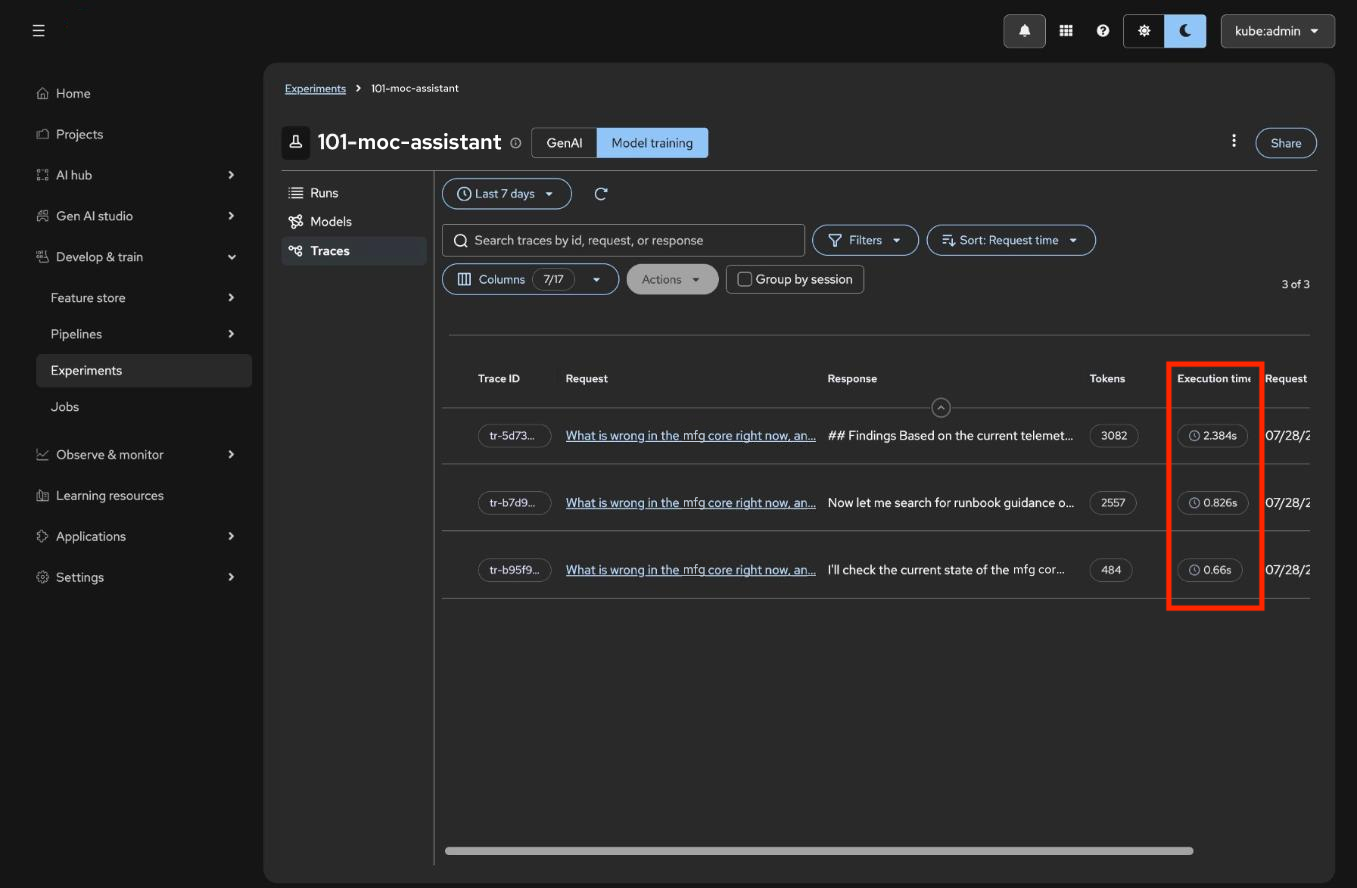 kube:admin
Home
Projects
AI hub
Gen AI studio
Develop & train
Feature store
Pipelines
Experiments
Jobs
Observe & monitor
Learning resources
Applications
Settings
Experiments > 101-moc-assistant
101-moc-assistant GenAI Model training
Share
Runs
Models
Traces
Last 7 days
Search traces by id, request, or response
Filters
Sort: Request time
Columns 7/17
Actions
Group by session
3 of 3
Trace ID Request Response Tokens Execution time Request
tr-5d73... What is wrong in the mfg core right now, an... ## Findings Based on the current telemet... 3082 2.384s 07/28/2
tr-b7d9... What is wrong in the mfg core right now, an... Now let me search for runbook guidance o... 2557 0.826s 07/28/2
tr-b95f9... What is wrong in the mfg core right now, an... I'll check the current state of the mfg cor... 484 0.66s 07/28/2